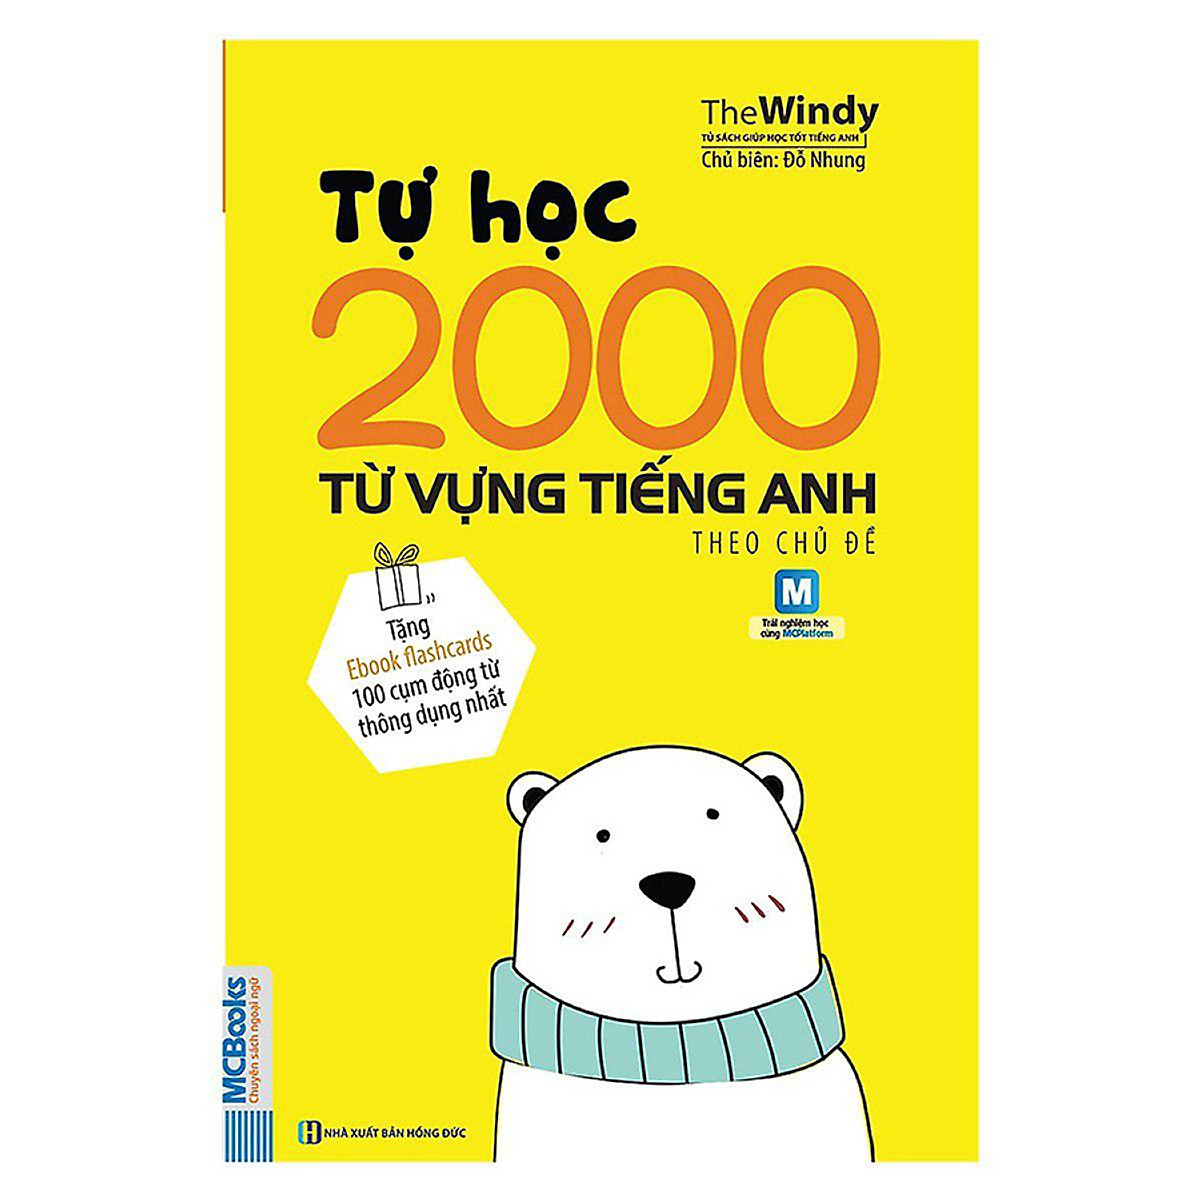 TheWindy
TỦ SÁCH GIÚP HỌC TỐT TIẾNG ANH
Chủ biên: Đỗ Nhung
Tự học
2000
TỪ VỰNG TIẾNG ANH
THEO CHỦ ĐỀ
M
Trải nghiệm học
cùng MCPlatform
Tặng
Ebook flashcards
100 cụm động từ
thông dụng nhất
MCBooks
Chuyên sách ngoại ngữ
NHÀ XUẤT BẢN HỒNG ĐỨC